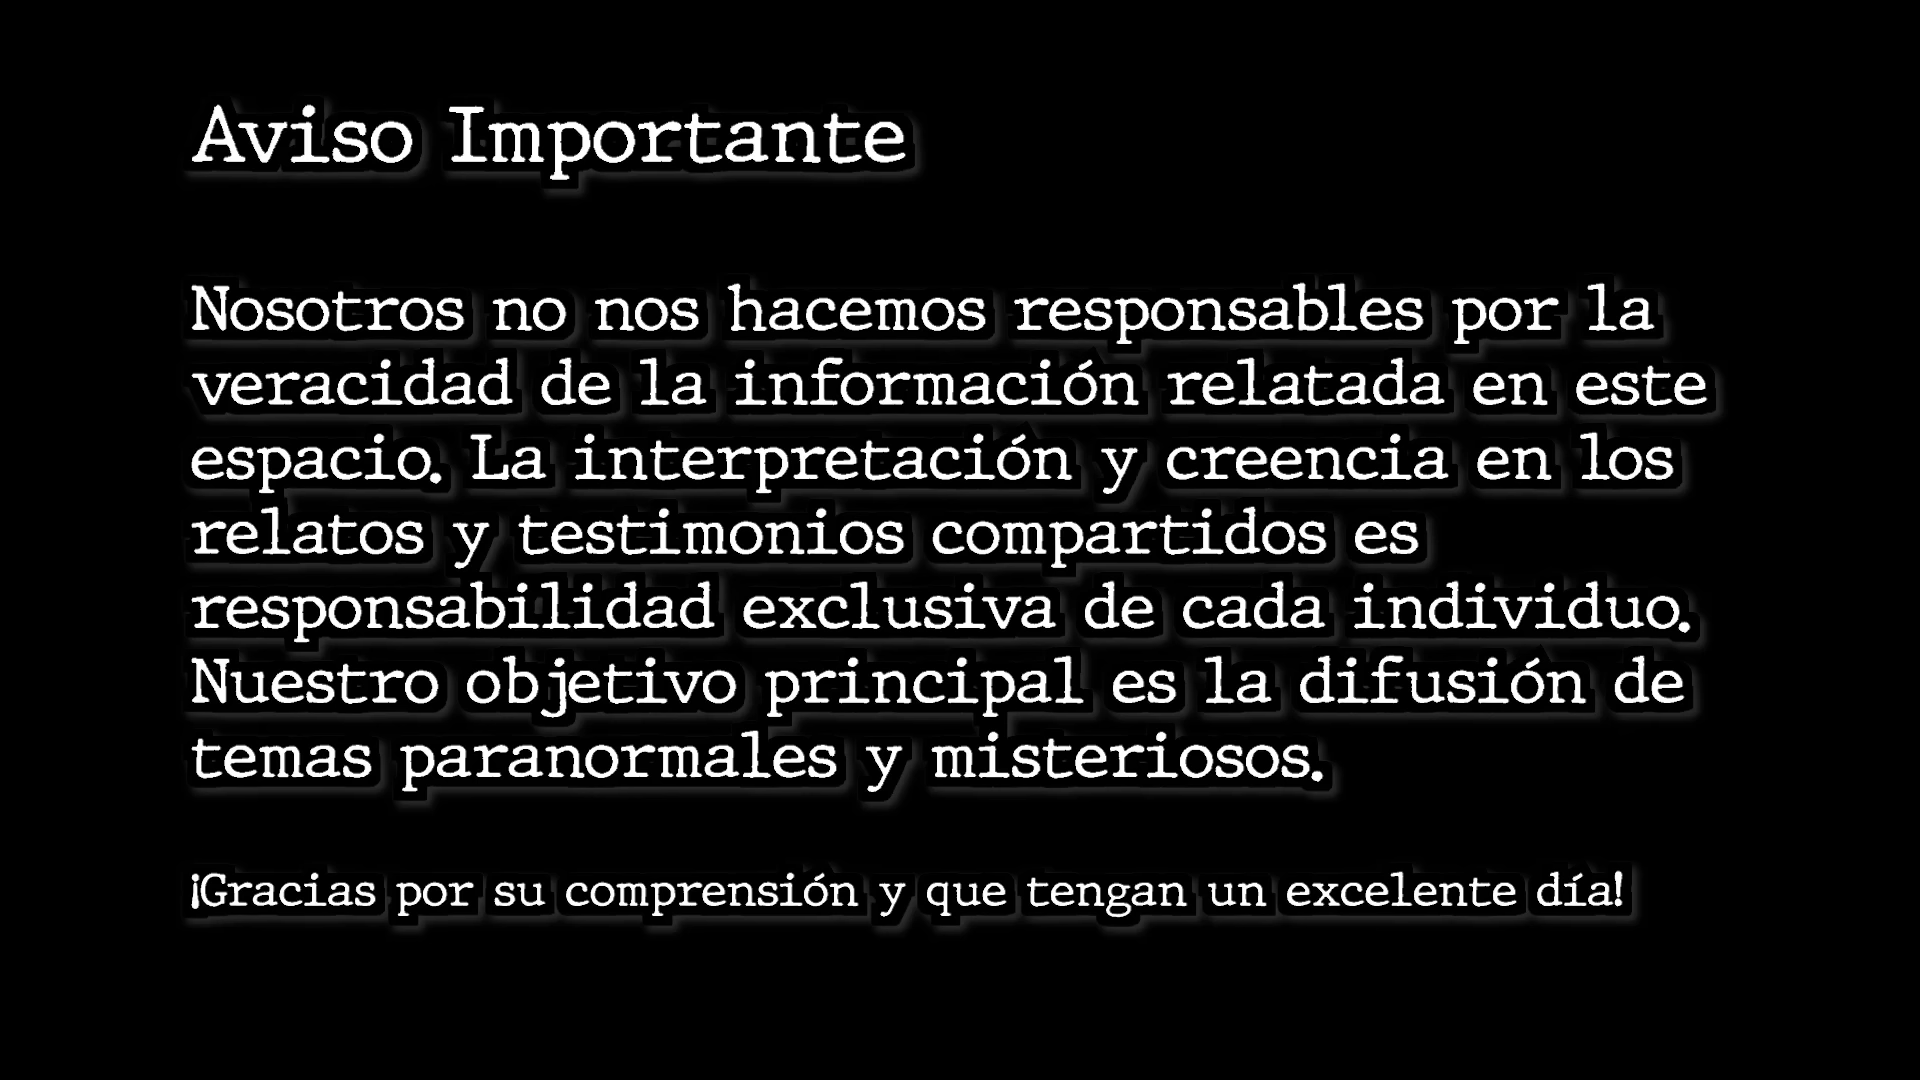 Aviso Importante
Nosotros no nos hacemos responsables por la
veracidad de la información relatada en este
espacio. La interpretación y creencia en los
relatos y testimonios compartidos es
responsabilidad exclusiva de cada individuo.
Nuestro objetivo principal es la difusión de
temas paranormales y misteriosos.
¡Gracias por su comprensión y que tengan un excelente día!